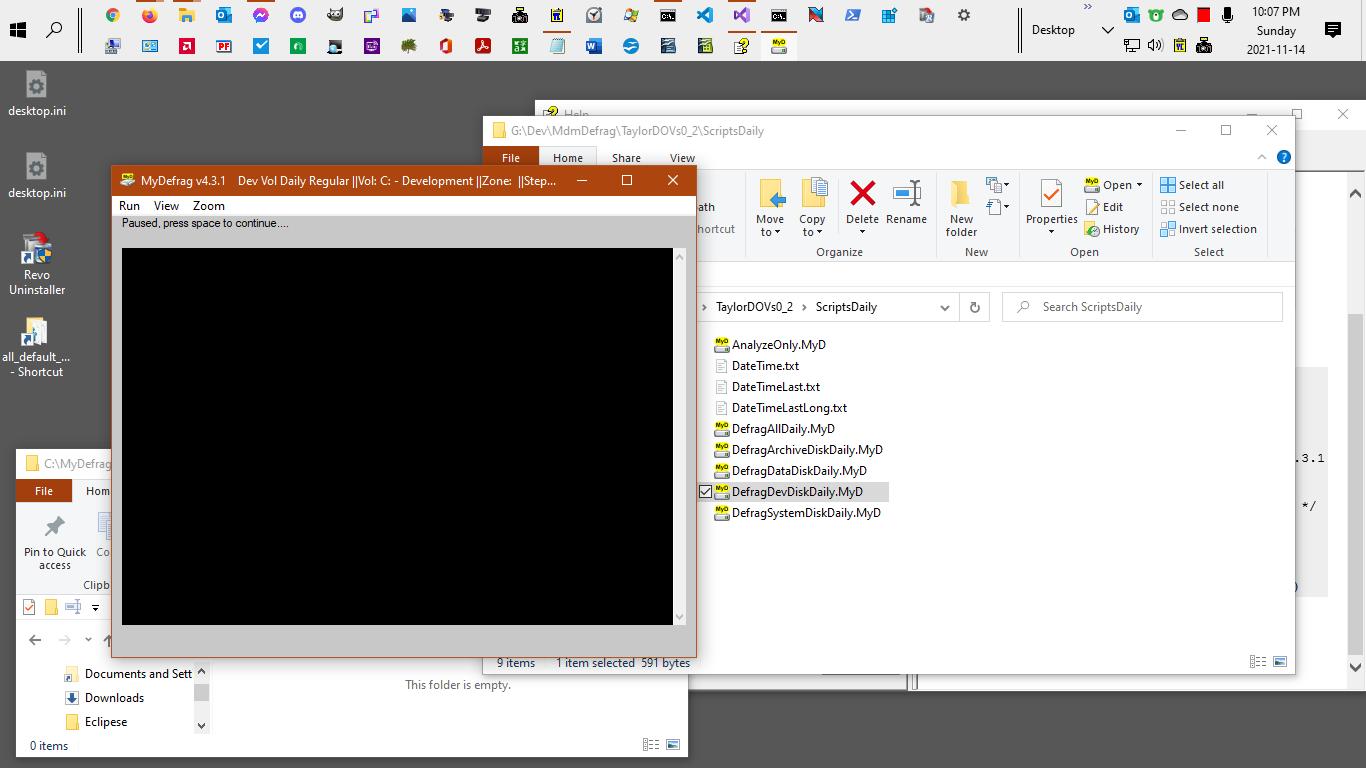 10:07 PM
Sunday
2021-11-14
Desktop
desktop.ini
desktop.ini
Revo
Uninstaller
all_default_...
- Shortcut
Help
G:\Dev\MdmDefrag\TaylorDOVs0_2\ScriptsDaily
File
Home
Share
View
ath
hortcut
Move
to
Copy
to
Delete
Rename
Organize
New
folder
New
Properties
Open
Edit
History
Open
Select all
Select none
Invert selection
Select
TaylorDOVs0_2
ScriptsDaily
Search ScriptsDaily
AnalyzeOnly.MyD
DateTime.txt
DateTimeLast.txt
DateTimeLastLong.txt
DefragAllDaily.MyD
DefragArchiveDiskDaily.MyD
DefragDataDiskDaily.MyD
DefragDevDiskDaily.MyD
DefragSystemDiskDaily.MyD
9 items
1 item selected
591 bytes
.3.1
*/
)
MyDefrag v4.3.1 Dev Vol Daily Regular ||Vol: C: - Development ||Zone: ||Step...
Run
View
Zoom
Paused, press space to continue....
C:\MyDefrag
File
Hom
Pin to Quick
access
Co
Clipb
Documents and Sett
Downloads
Eclipese
This folder is empty.
0 items